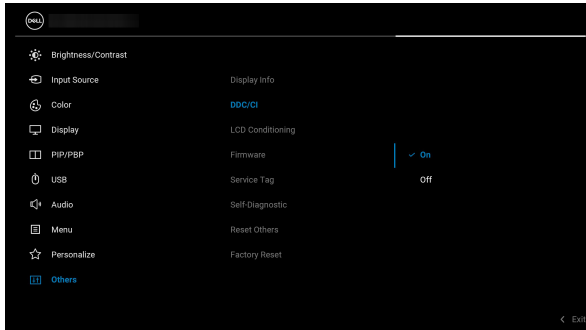 DELL
Brightness/Contrast
Input Source
Display Info
Color
DDC/CI
Display
LCD Conditioning
PIP/PBP
Firmware
On
USB
Service Tag
Off
Audio
Self-Diagnostic
Menu
Reset Others
Personalize
Factory Reset
Others
Exit